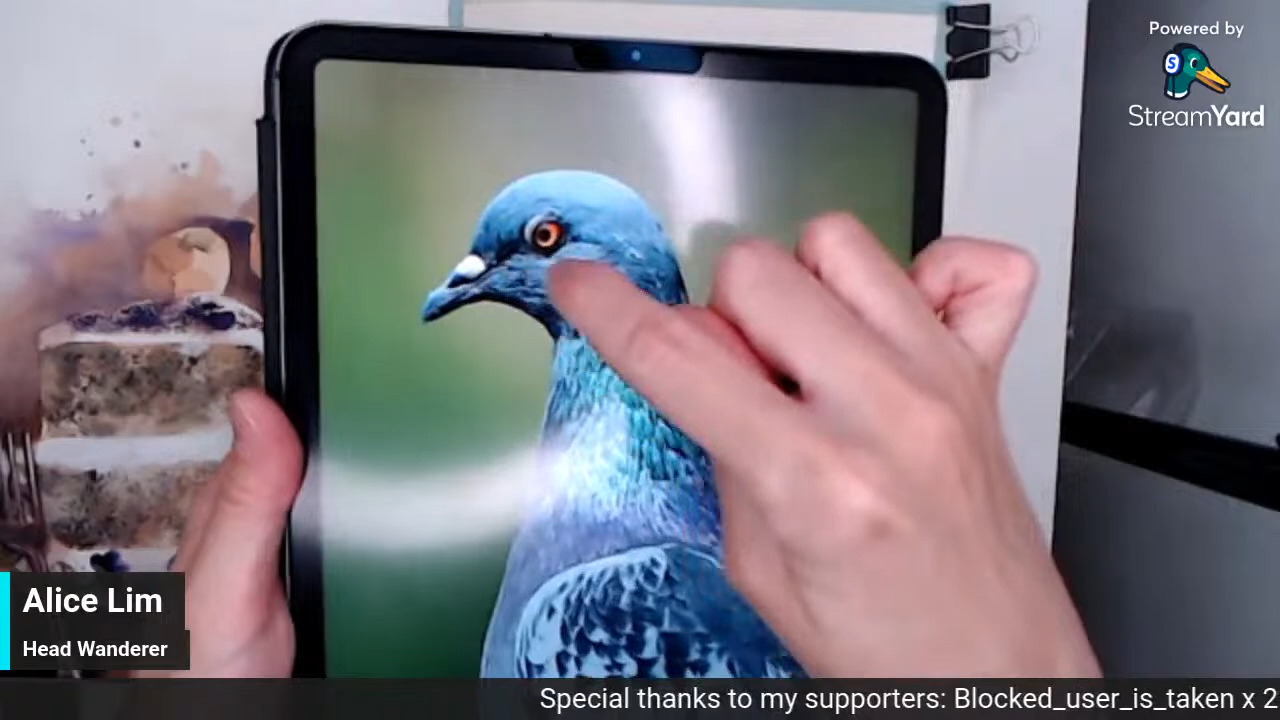 Powered by
StreamYard
Alice Lim
Head Wanderer
Special thanks to my supporters: Blocked_user_is_taken x 2